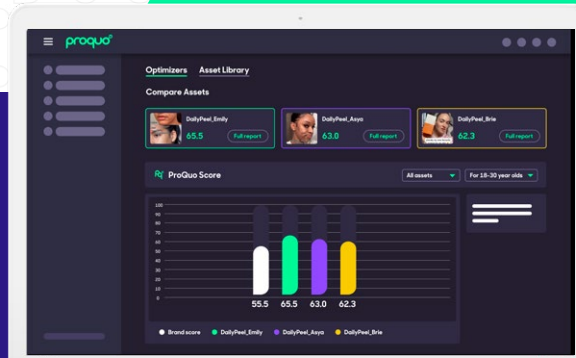 proquo
Optimizers Asset Library
Compare Assets
DailyPeel_Emily
65.5 Full report
DailyPeel_Asya
63.0 Full report
DailyPeel_Brie
62.3 Full report
ProQuo Score
All assets
For 18-30 year olds
100
90
80
70
60
50
40
30
20
10
0
55.5 65.5 63.0 62.3
Brand score DailyPeel_Emily DailyPeel_Asya DailyPeel_Brie